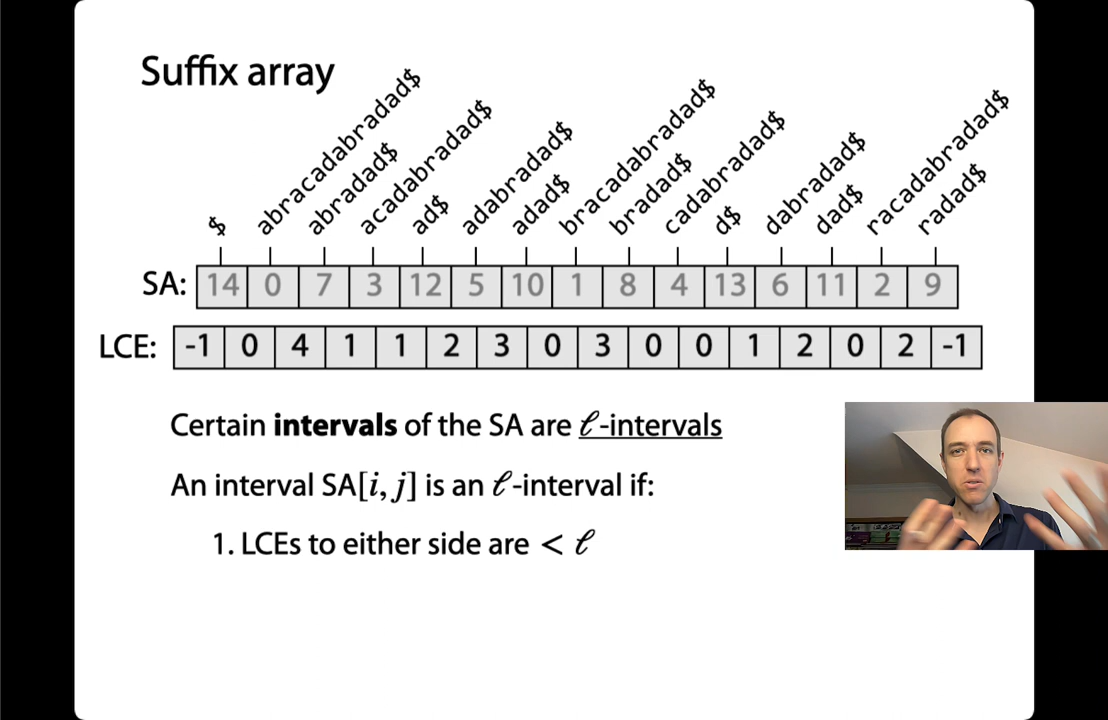 Suffix array
$
abracadabradad$
abradad$
acadabradad$
ad$
adabradad$
adad$
bracadabradad$
bradad$
cadabradad$
d$
dabradad$
dad$
racadabradad$
radad$
SA: 14 0 7 3 12 5 10 1 8 4 13 6 11 2 9
LCE: -1 0 4 1 1 2 3 0 3 0 0 1 2 0 2 -1
Certain intervals of the SA are ℓ-intervals
An interval SA[i, j] is an ℓ-interval if:
1. LCEs to either side are < ℓ